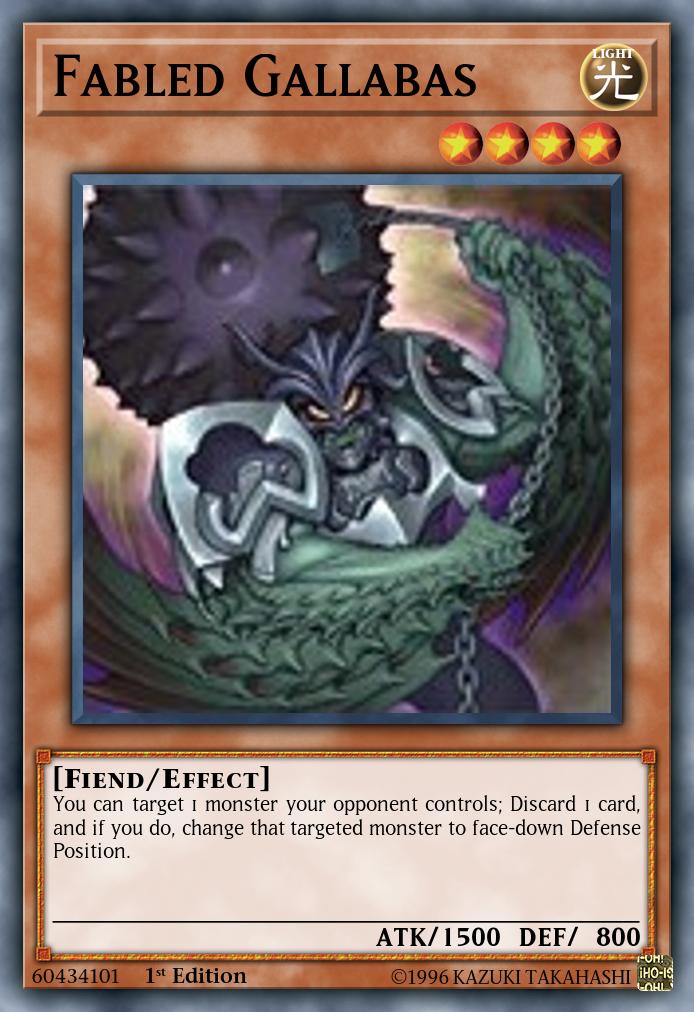 Fabled Gallabas
LIGHT
光
[Fiend/Effect]
You can target 1 monster your opponent controls; Discard 1 card,
and if you do, change that targeted monster to face-down Defense
Position.
ATK/1500 DEF/ 800
60434101 1st Edition ©1996 KAZUKI TAKAHASHI